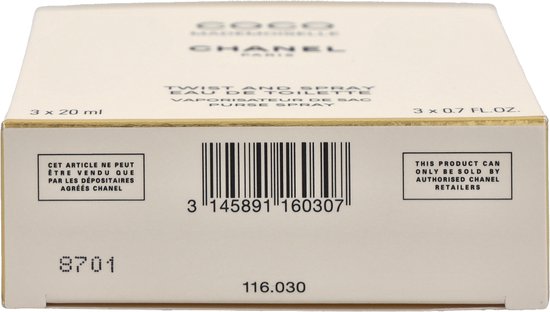 COCO
MADEMOISELLE
CHANEL
PARIS
TWIST AND SPRAY
EAU DE TOILETTE
VAPORISATEUR DE SAC
PURSE SPRAY
3 x 20 ml
3 x 0.7 FL.OZ.
CET ARTICLE NE PEUT
ÊTRE VENDU QUE
PAR LES DÉPOSITAIRES
AGRÉÉS CHANEL
3 145891 160307
THIS PRODUCT CAN
ONLY BE SOLD BY
AUTHORISED CHANEL
RETAILERS
8701
116.030